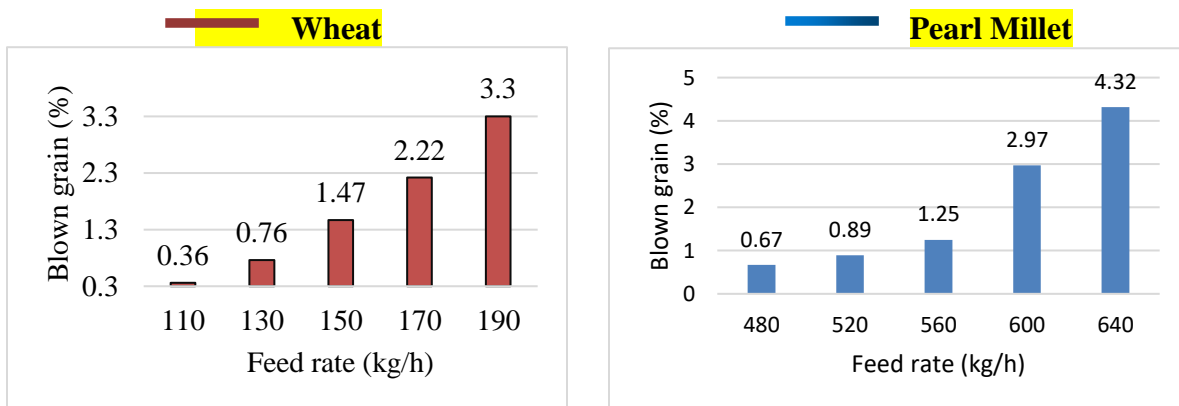 Wheat
Blown grain (%)
3.3
2.3
1.3
0.3
0.36
0.76
1.47
2.22
3.3
110 130 150 170 190
Feed rate (kg/h)
Pearl Millet
Blown grain (%)
5
4
3
2
1
0
0.67
0.89
1.25
2.97
4.32
480 520 560 600 640
Feed rate (kg/h)